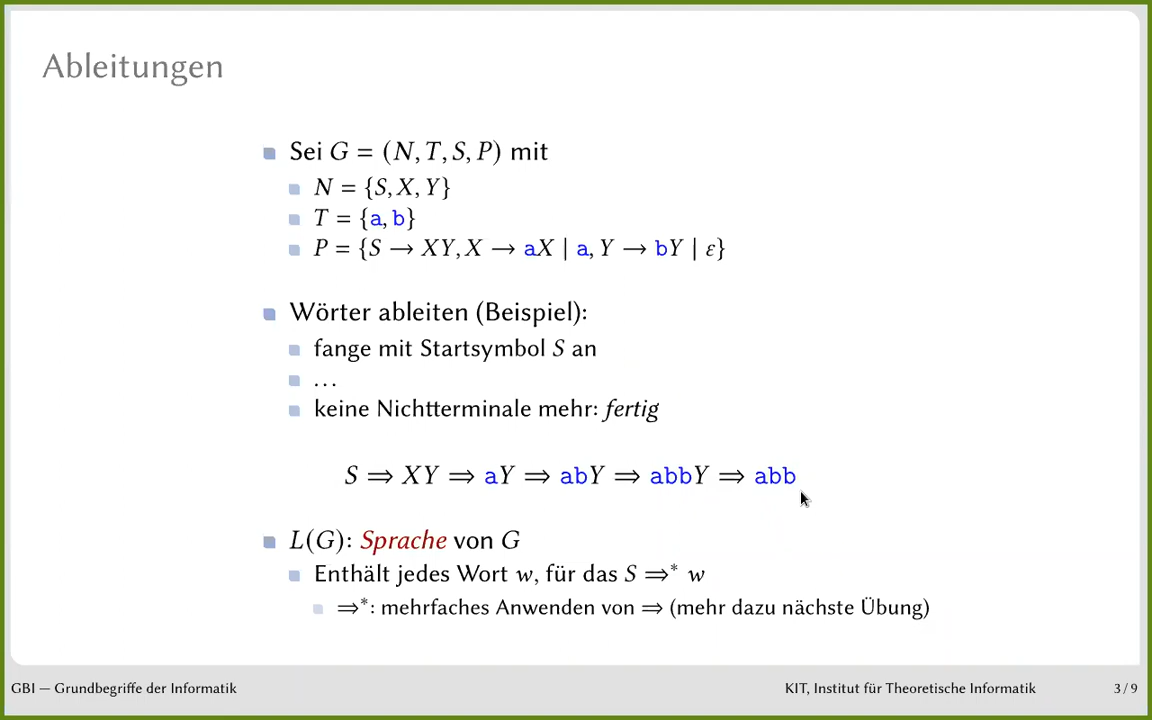 Ableitungen
Sei G = (N, T, S, P) mit
N = {S, X, Y}
T = {a, b}
P = {S → XY, X → aX | a, Y → bY | ε}
Wörter ableiten (Beispiel):
fange mit Startsymbol S an
...
keine Nichtterminale mehr: fertig
S ⇒ XY ⇒ aY ⇒ abY ⇒ abbY ⇒ abb
L(G): Sprache von G
Enthält jedes Wort w, für das S ⇒* w
⇒*: mehrfaches Anwenden von ⇒ (mehr dazu nächste Übung)
GBI — Grundbegriffe der Informatik KIT, Institut für Theoretische Informatik 3 / 9